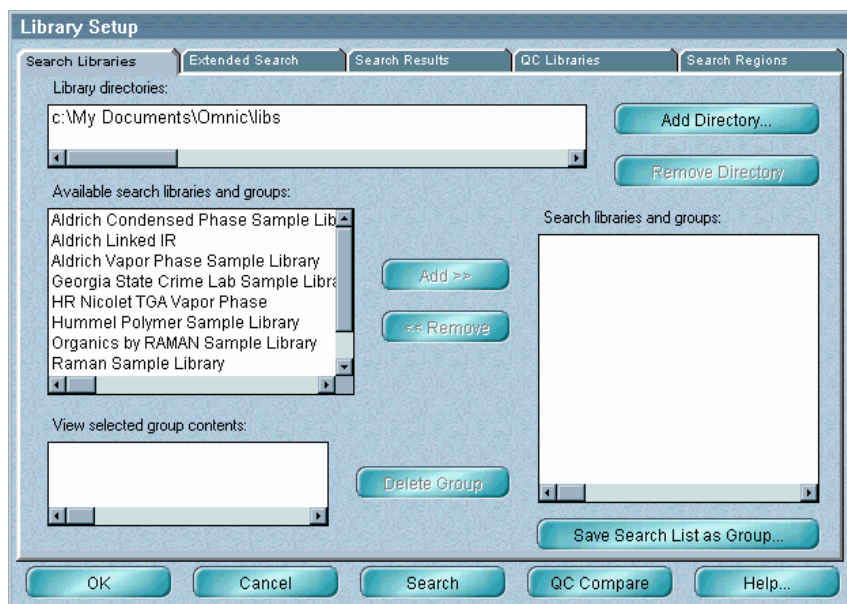 Library Setup
Search Libraries
Extended Search
Search Results
QC Libraries
Search Regions
Library directories:
c:\My Documents\Omnic\libs
Add Directory...
Remove Directory
Available search libraries and groups:
Aldrich Condensed Phase Sample Lib
Aldrich Linked IR
Aldrich Vapor Phase Sample Library
Georgia State Crime Lab Sample Libra
HR Nicolet TGA Vapor Phase
Hummel Polymer Sample Library
Organics by RAMAN Sample Library
Raman Sample Library
Add >>
<< Remove
Search libraries and groups:
View selected group contents:
Delete Group
Save Search List as Group...
OK
Cancel
Search
QC Compare
Help...